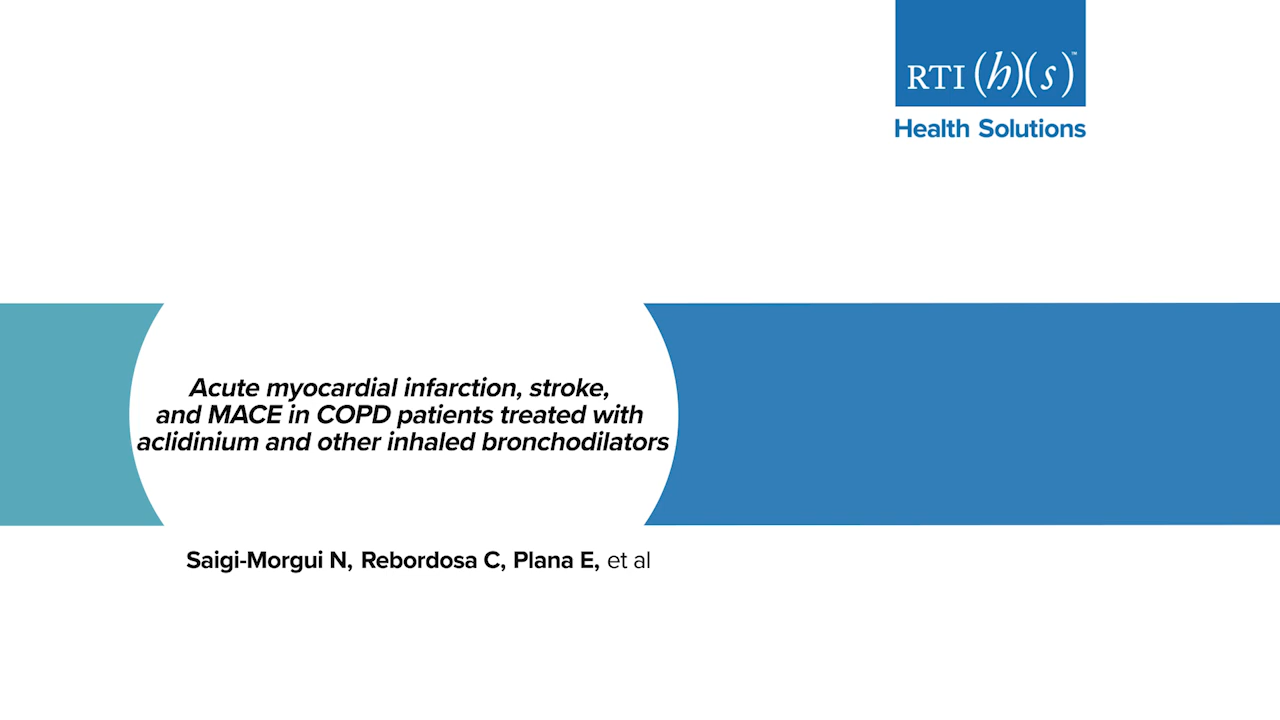 RTI (h)(s)™
Health Solutions
Acute myocardial infarction, stroke,
and MACE in COPD patients treated with
aclidinium and other inhaled bronchodilators
Saigi-Morgui N, Rebordosa C, Plana E, et al